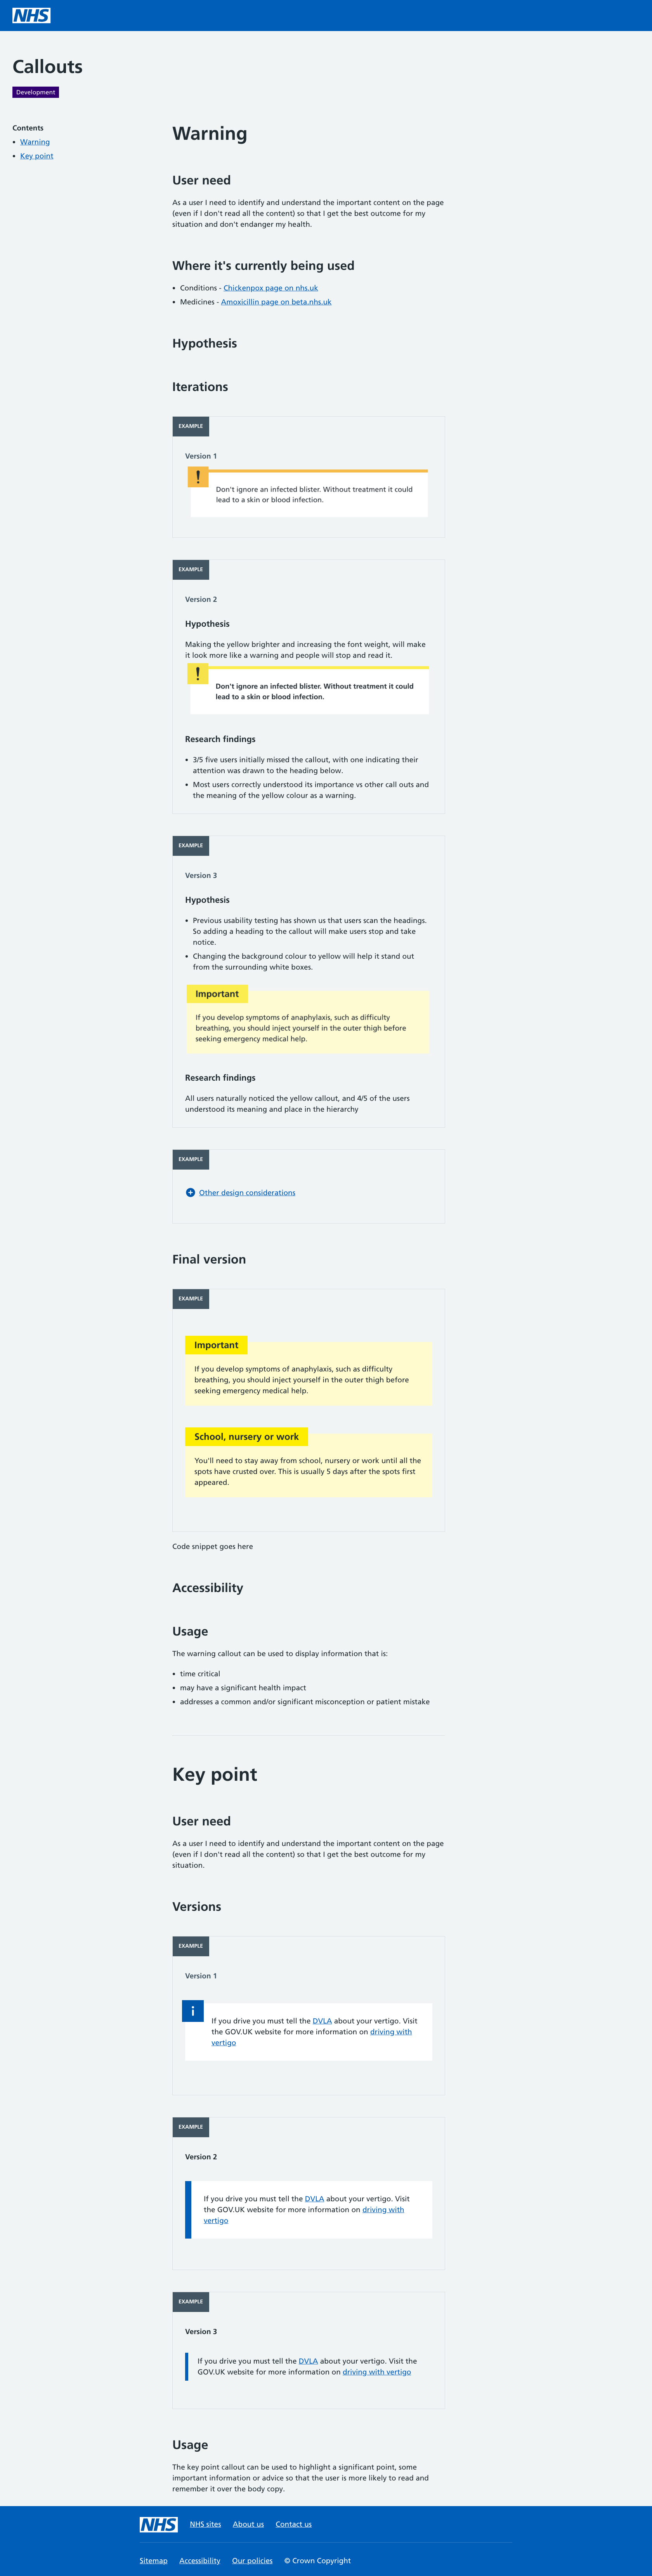 NHS
Callouts
Development
Contents
Warning
Key point
Warning
User need
As a user I need to identify and understand the important content on the page
(even if I don't read all the content) so that I get the best outcome for my
situation and don't endanger my health.
Where it's currently being used
Conditions - Chickenpox page on nhs.uk
Medicines - Amoxicillin page on beta.nhs.uk
Hypothesis
Iterations
EXAMPLE
Version 1
!
Don't ignore an infected blister. Without treatment it could
lead to a skin or blood infection.
EXAMPLE
Version 2
Hypothesis
Making the yellow brighter and increasing the font weight, will make
it look more like a warning and people will stop and read it.
!
Don't ignore an infected blister. Without treatment it could
lead to a skin or blood infection.
Research findings
3/5 five users initially missed the callout, with one indicating their
attention was drawn to the heading below.
Most users correctly understood its importance vs other call outs and
the meaning of the yellow colour as a warning.
EXAMPLE
Version 3
Hypothesis
Previous usability testing has shown us that users scan the headings.
So adding a heading to the callout will make users stop and take
notice.
Changing the background colour to yellow will help it stand out
from the surrounding white boxes.
Important
If you develop symptoms of anaphylaxis, such as difficulty
breathing, you should inject yourself in the outer thigh before
seeking emergency medical help.
Research findings
All users naturally noticed the yellow callout, and 4/5 of the users
understood its meaning and place in the hierarchy
EXAMPLE
Other design considerations
Final version
EXAMPLE
Important
If you develop symptoms of anaphylaxis, such as difficulty
breathing, you should inject yourself in the outer thigh before
seeking emergency medical help.
School, nursery or work
You'll need to stay away from school, nursery or work until all the
spots have crusted over. This is usually 5 days after the spots first
appeared.
Code snippet goes here
Accessibility
Usage
The warning callout can be used to display information that is:
time critical
may have a significant health impact
addresses a common and/or significant misconception or patient mistake
Key point
User need
As a user I need to identify and understand the important content on the page
(even if I don't read all the content) so that I get the best outcome for my
situation.
Versions
EXAMPLE
Version 1
i
If you drive you must tell the DVLA about your vertigo. Visit
the GOV.UK website for more information on driving with
vertigo
EXAMPLE
Version 2
If you drive you must tell the DVLA about your vertigo. Visit
the GOV.UK website for more information on driving with
vertigo
EXAMPLE
Version 3
If you drive you must tell the DVLA about your vertigo. Visit the
GOV.UK website for more information on driving with vertigo
Usage
The key point callout can be used to highlight a significant point, some
important information or advice so that the user is more likely to read and
remember it over the body copy.
NHS NHS sites About us Contact us
Sitemap Accessibility Our policies © Crown Copyright